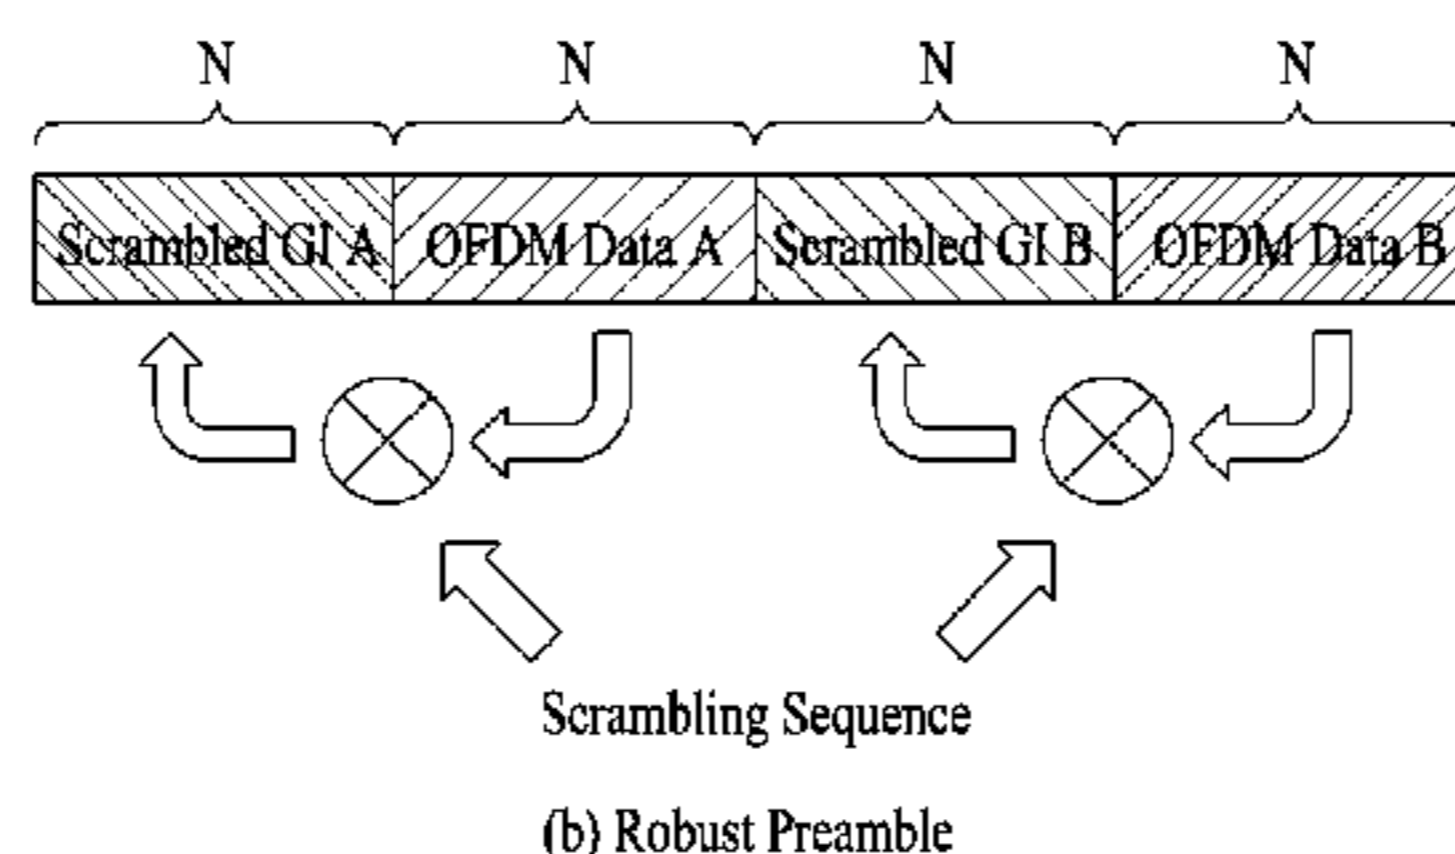 N N N N
Scrambled GI A OFDM Data A Scrambled GI B OFDM Data B
Scrambling Sequence
(b) Robust Preamble